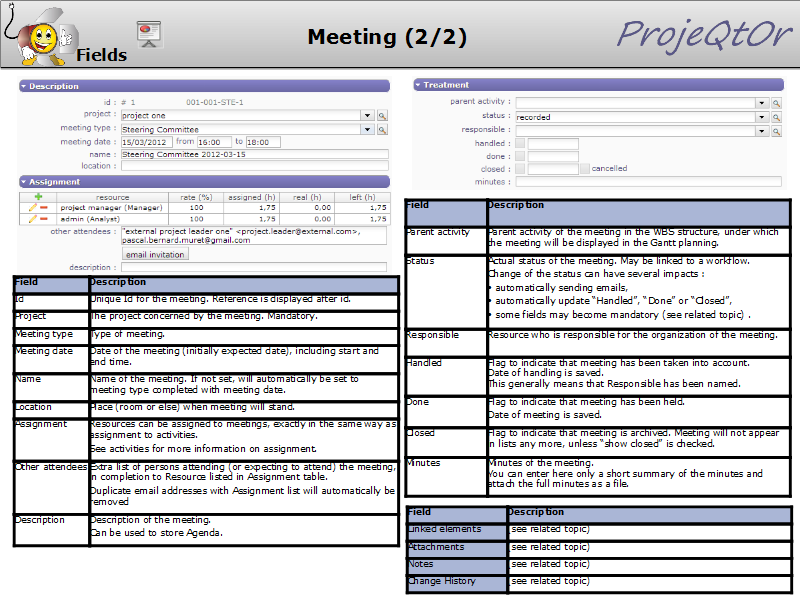 Fields
Meeting (2/2)
ProjeQtOr
Description
id : # 1 001-001-STE-1
project : project one
meeting type : Steering Committee
meeting date : 15/03/2012 from 16:00 to 18:00
name : Steering Committee 2012-03-15
location :
Assignment
resource rate (%) assigned (h) real (h) left (h)
project manager (Manager) 100 1,75 0,00 1,75
admin (Analyst) 100 1,75 0,00 1,75
other attendees : "external project leader one" <project.leader@external.com>,
pascal.bernard.muret@gmail.com
email invitation
description :
Field Description
Id Unique Id for the meeting. Reference is displayed after id.
Project The project concerned by the meeting. Mandatory.
Meeting type Type of meeting.
Meeting date Date of the meeting (initially expected date), including start and
end time.
Name Name of the meeting. If not set, will automatically be set to
meeting type completed with meeting date.
Location Place (room or else) when meeting will stand.
Assignment Resources can be assigned to meetings, exactly in the same way as
assignment to activities.
See activities for more information on assignment.
Other attendees Extra list of persons attending (or expecting to attend) the meeting,
in completion to Resource listed in Assignment table.
Duplicate email addresses with Assignment list will automatically be
removed
Description Description of the meeting.
Can be used to store Agenda.
Treatment
parent activity :
status : recorded
responsible :
handled :
done :
closed : cancelled
minutes :
Field Description
Parent activity Parent activity of the meeting in the WBS structure, under which
the meeting will be displayed in the Gantt planning.
Status Actual status of the meeting. May be linked to a workflow.
Change of the status can have several impacts :
• automatically sending emails,
• automatically update “Handled”, “Done” or “Closed”,
• some fields may become mandatory (see related topic) .
Responsible Resource who is responsible for the organization of the meeting.
Handled Flag to indicate that meeting has been taken into account.
Date of handling is saved.
This generally means that Responsible has been named.
Done Flag to indicate that meeting has been held.
Date of meeting is saved.
Closed Flag to indicate that meeting is archived. Meeting will not appear
in lists any more, unless “show closed” is checked.
Minutes Minutes of the meeting.
You can enter here only a short summary of the minutes and
attach the full minutes as a file.
Field Description
Linked elements (see related topic)
Attachments (see related topic)
Notes (see related topic)
Change History (see related topic)